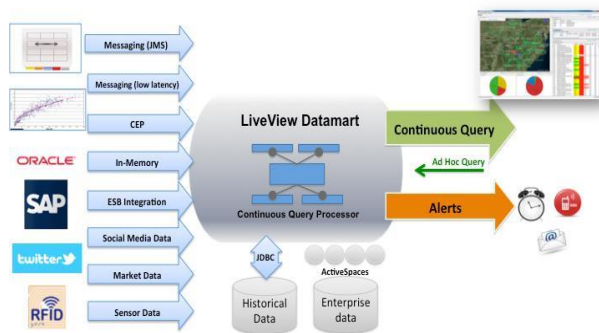 Messaging (JMS)
Messaging (low latency)
CEP
ORACLE
In-Memory
SAP
ESB Integration
Social Media Data
twitter
Market Data
RFID
Sensor Data
LiveView Datamart
Continuous Query Processor
Continuous Query
Ad Hoc Query
Alerts
JDBC
ActiveSpaces
Historical
Data
Enterprise
data